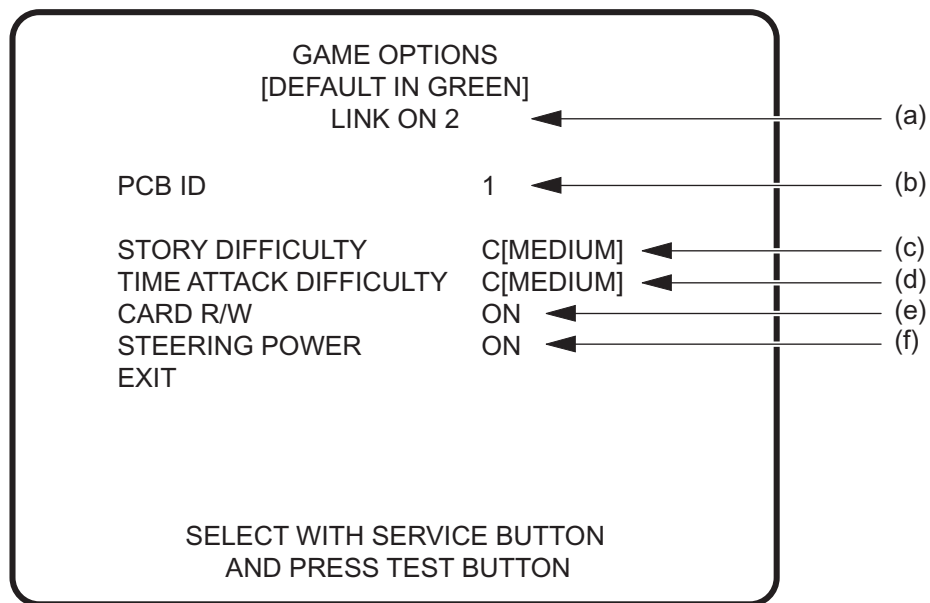 GAME OPTIONS
[DEFAULT IN GREEN]
LINK ON 2 (a)
PCB ID 1 (b)
STORY DIFFICULTY C[MEDIUM] (c)
TIME ATTACK DIFFICULTY C[MEDIUM] (d)
CARD R/W ON (e)
STEERING POWER ON (f)
EXIT
SELECT WITH SERVICE BUTTON
AND PRESS TEST BUTTON